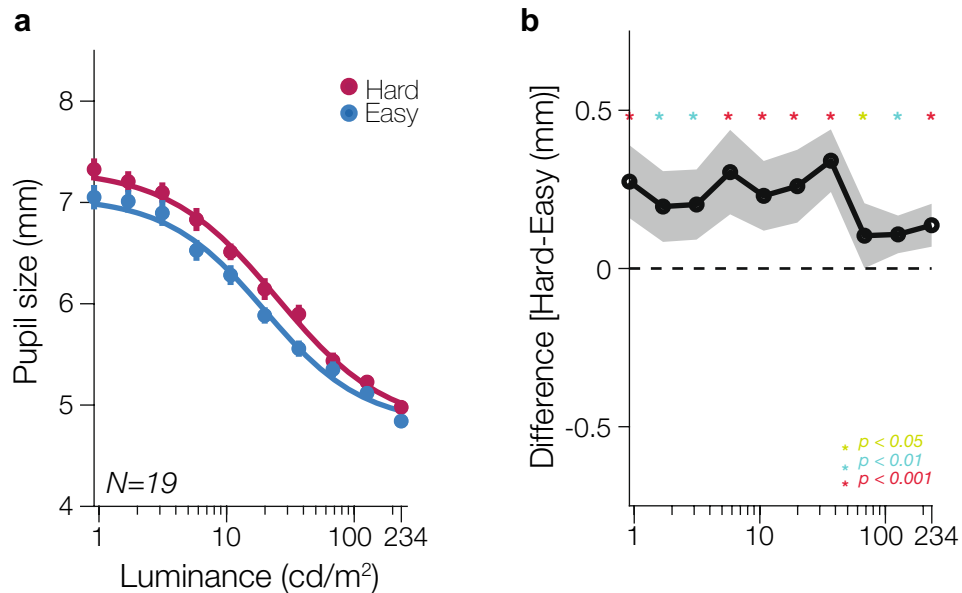 a
Hard
Easy
8
7
6
5
4
Pupil size (mm)
N=19
1
10
100
234
Luminance (cd/m²)
b
* * * * * * * * * *
0.5
0
-0.5
Difference [Hard-Easy (mm)]
* p < 0.05
* p < 0.01
* p < 0.001
1
10
100
234